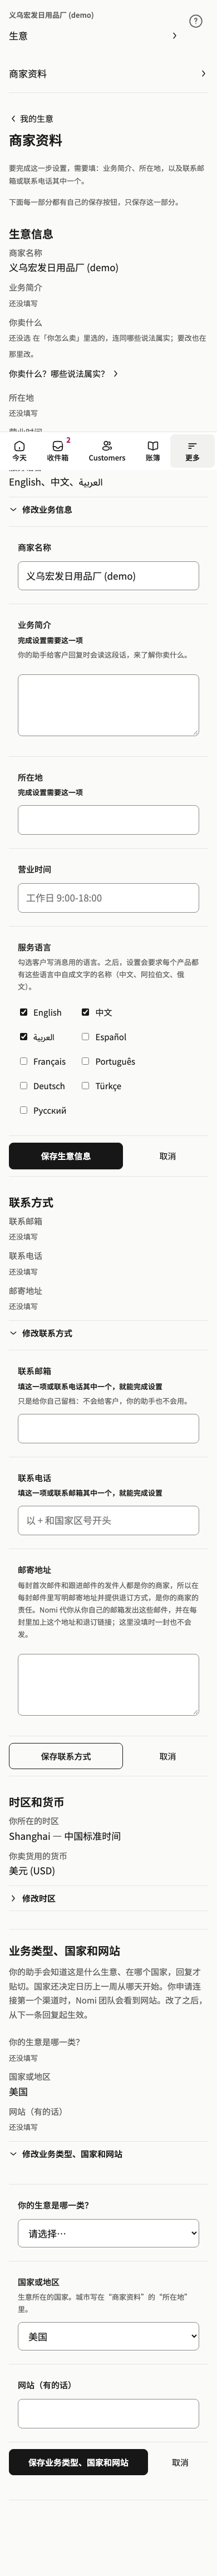 义乌宏发日用品厂 (demo)
?
生意
商家资料
我的生意
商家资料
要完成这一步设置，需要填：业务简介、所在地、以及联系邮
箱或联系电话其中一个。
下面每一部分都有自己的保存按钮，只保存这一部分。
生意信息
商家名称
义乌宏发日用品厂 (demo)
业务简介
还没填写
你卖什么
还没选 在「你怎么卖」里选的，连同哪些说法属实；要改也在
那里改。
你卖什么？哪些说法属实？
所在地
还没填写
今天
收件箱
2
Customers
账簿
更多
English、中文、العربية
修改业务信息
商家名称
义乌宏发日用品厂 (demo)
业务简介
完成设置需要这一项
你的助手给客户回复时会读这段话，来了解你卖什么。
所在地
完成设置需要这一项
营业时间
工作日 9:00-18:00
服务语言
勾选客户写消息用的语言。之后，设置会要求每个产品都
有这些语言中自成文字的名称（中文、阿拉伯文、俄
文）。
English
中文
العربية
Español
Français
Português
Deutsch
Türkçe
Русский
保存生意信息
取消
联系方式
联系邮箱
还没填写
联系电话
还没填写
邮寄地址
还没填写
修改联系方式
联系邮箱
填这一项或联系电话其中一个，就能完成设置
只是给你自己留档：不会给客户，你的助手也不会用。
联系电话
填这一项或联系邮箱其中一个，就能完成设置
以 + 和国家区号开头
邮寄地址
每封首次邮件和跟进邮件的发件人都是你的商家，所以在
每封邮件里写明邮寄地址并提供退订方式，是你的商家的
责任。Nomi 代你从你自己的邮箱发出这些邮件，并在每
封里加上这个地址和退订链接；这里没填时一封也不会
发。
保存联系方式
取消
时区和货币
你所在的时区
Shanghai — 中国标准时间
你卖货用的货币
美元 (USD)
修改时区
业务类型、国家和网站
你的助手会知道这是什么生意、在哪个国家，回复才
贴切。国家还决定日历上一周从哪天开始。你申请连
接第一个渠道时，Nomi 团队会看到网站。改了之后，
从下一条回复起生效。
你的生意是哪一类？
还没填写
国家或地区
美国
网站（有的话）
还没填写
修改业务类型、国家和网站
你的生意是哪一类？
请选择…
国家或地区
生意所在的国家。城市写在“商家资料”的“所在地”
里。
美国
网站（有的话）
保存业务类型、国家和网站
取消